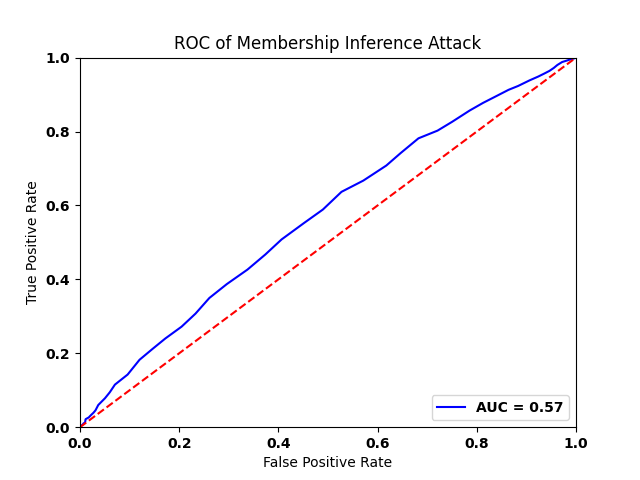 ROC of Membership Inference Attack
1.0
0.8
0.6
0.4
0.2
0.0
True Positive Rate
AUC = 0.57
0.0 0.2 0.4 0.6 0.8 1.0
False Positive Rate